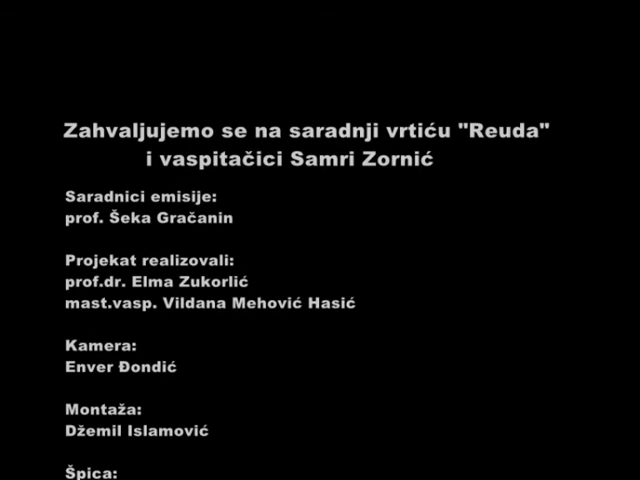 Zahvaljujemo se na saradnji vrtiću "Reuda"
i vaspitačici Samri Zornić
Saradnici emisije:
prof. Šeka Gračanin
Projekat realizovali:
prof.dr. Elma Zukorlić
mast.vasp. Vildana Mehović Hasić
Kamera:
Enver Đondić
Montaža:
Džemil Islamović
Špica: